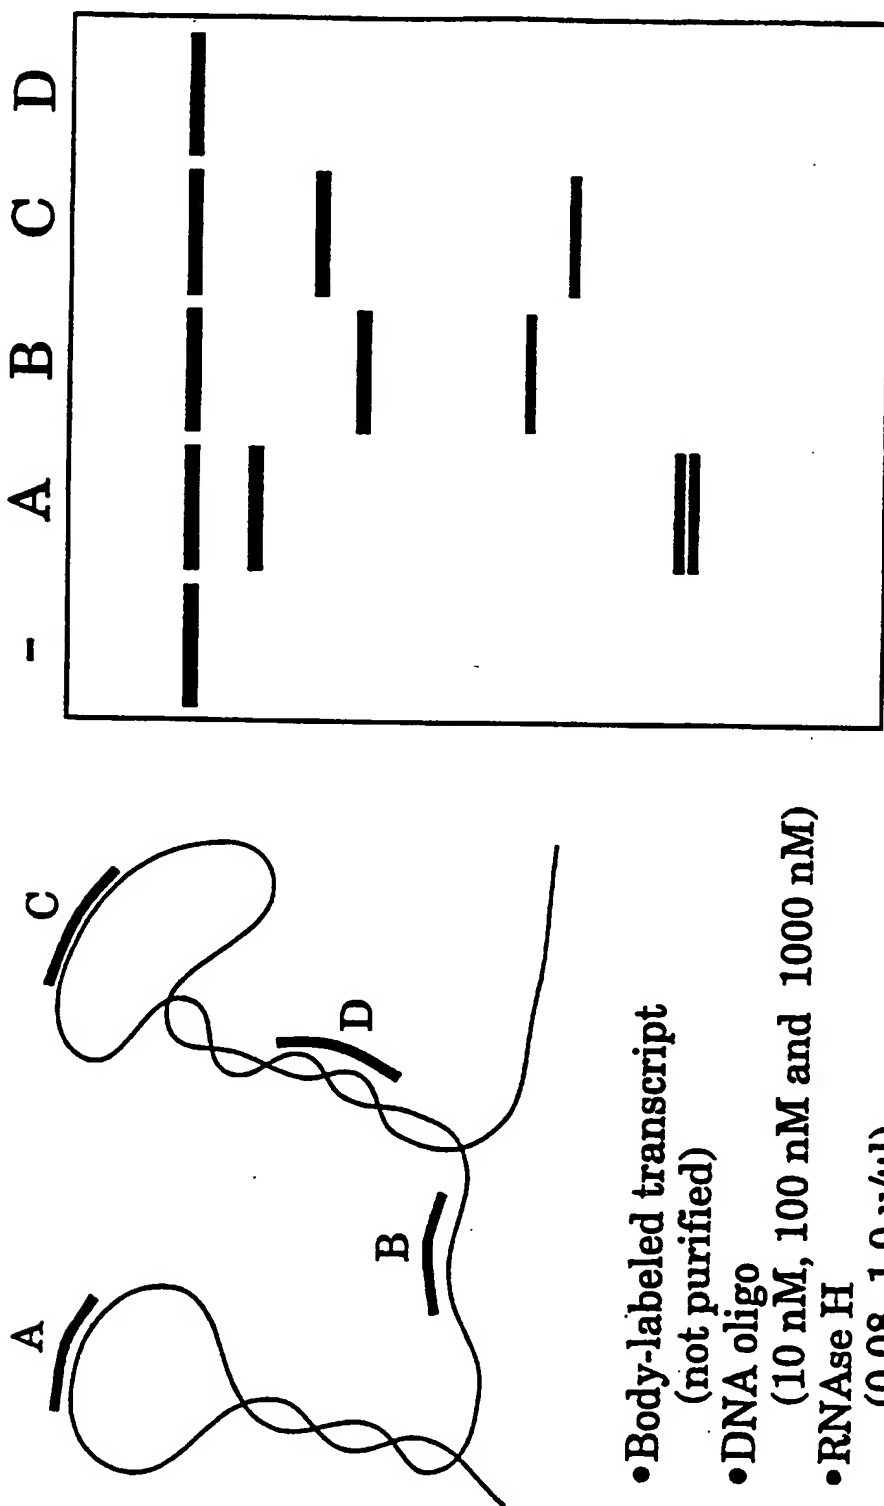 A
C
B
D
- A B C D
•Body-labeled transcript
(not purified)
•DNA oligo
(10 nM, 100 nM and 1000 nM)
•RNAse H